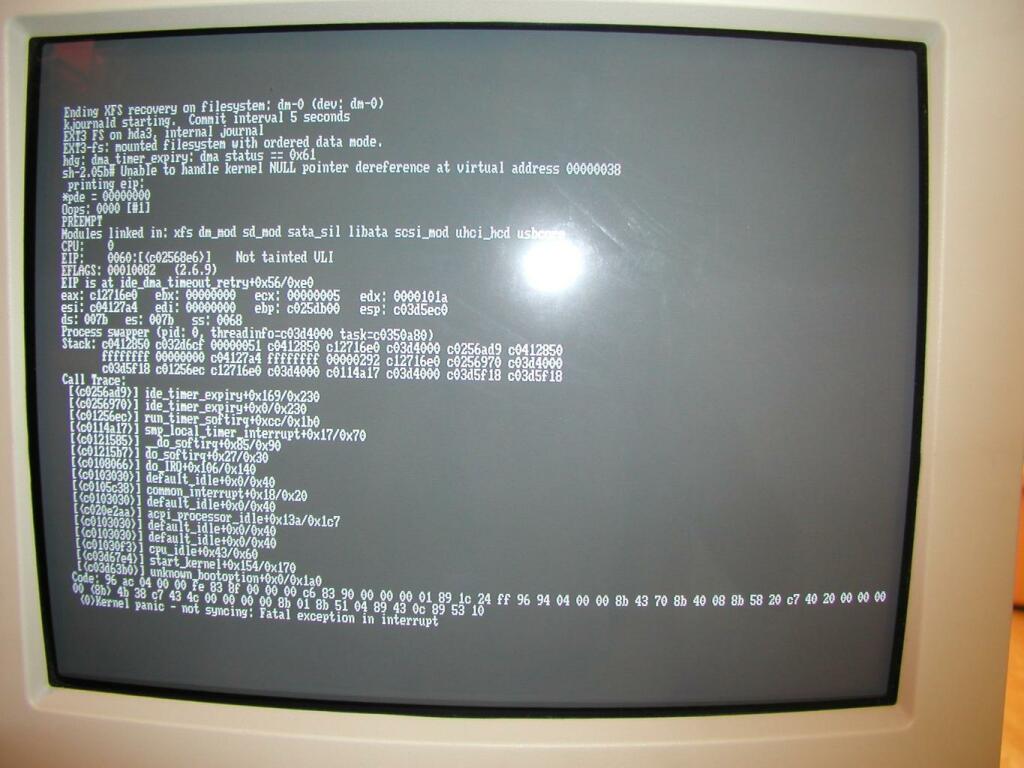 Ending XFS recovery on filesystem: dm-0 (dev: dm-0)
kjournald starting.  Commit interval 5 seconds
EXT3 FS on hda3, internal journal
EXT3-fs: mounted filesystem with ordered data mode.
hdg: dma_timer_expiry: dma status == 0x61
sh-2.05b# Unable to handle kernel NULL pointer dereference at virtual address 00000038
 printing eip:
*pde = 00000000
Oops: 0000 [#1]
PREEMPT
Modules linked in: xfs dm_mod sd_mod sata_sil libata scsi_mod uhci_hcd usbcore
CPU:    0
EIP:    0060:[<c02568e6>]    Not tainted VLI
EFLAGS: 00010082   (2.6.9)
EIP is at ide_dma_timeout_retry+0x56/0xe0
eax: c12716e0   ebx: 00000000   ecx: 00000005   edx: 0000101a
esi: c04127a4   edi: 00000000   ebp: c025db00   esp: c03d5ec0
ds: 007b   es: 007b   ss: 0068
Process swapper (pid: 0, threadinfo=c03d4000 task=c0350a80)
Stack: c0412850 c032d6cf 00000051 c0412850 c12716e0 c03d4000 c0256ad9 c0412850
       ffffffff 00000000 c04127a4 ffffffff 00000292 c12716e0 c0256970 c03d4000
       c03d5f18 c01256ec c12716e0 c03d4000 c0114a17 c03d4000 c03d5f18 c03d5f18
Call Trace:
 [<c0256ad9>] ide_timer_expiry+0x169/0x230
 [<c0256970>] ide_timer_expiry+0x0/0x230
 [<c01256ec>] run_timer_softirq+0xcc/0x1b0
 [<c0114a17>] smp_local_timer_interrupt+0x17/0x70
 [<c0121585>] __do_softirq+0x85/0x90
 [<c01215b7>] do_softirq+0x27/0x30
 [<c0108066>] do_IRQ+0x106/0x140
 [<c0103030>] default_idle+0x0/0x40
 [<c0105c38>] common_interrupt+0x18/0x20
 [<c0103030>] default_idle+0x0/0x40
 [<c020e2aa>] acpi_processor_idle+0x13a/0x1c7
 [<c0103030>] default_idle+0x0/0x40
 [<c0103030>] default_idle+0x0/0x40
 [<c01030f3>] cpu_idle+0x43/0x60
 [<c03d67e4>] start_kernel+0x154/0x170
 [<c03d63b0>] unknown_bootoption+0x0/0x1a0
Code: 96 ac 04 00 00 fe 83 8f 00 00 00 c6 83 90 00 00 00 01 89 1c 24 ff 96 94 04 00 00 8b 43 70 8b 40 08 8b 58 20 c7 40 20 00 00 00
00 <8b> 4b 38 c7 43 4c 00 00 00 00 8b 01 8b 51 04 89 43 0c 89 53 10
 <0>Kernel panic - not syncing: Fatal exception in interrupt